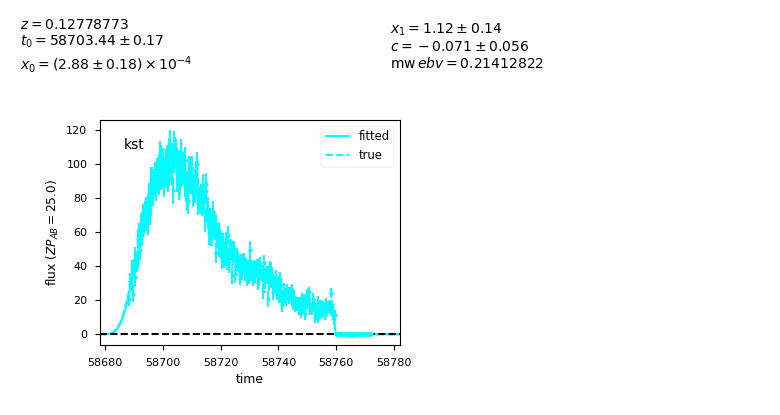 z = 0.12778773
t₀ = 58703.44 ± 0.17
x₀ = (2.88 ± 0.18) × 10⁻⁴
x₁ = 1.12 ± 0.14
c = −0.071 ± 0.056
mw ebv = 0.21412822
kst
fitted
true
120
100
80
60
40
20
0
flux (ZP_AB = 25.0)
58680 58700 58720 58740 58760 58780
time